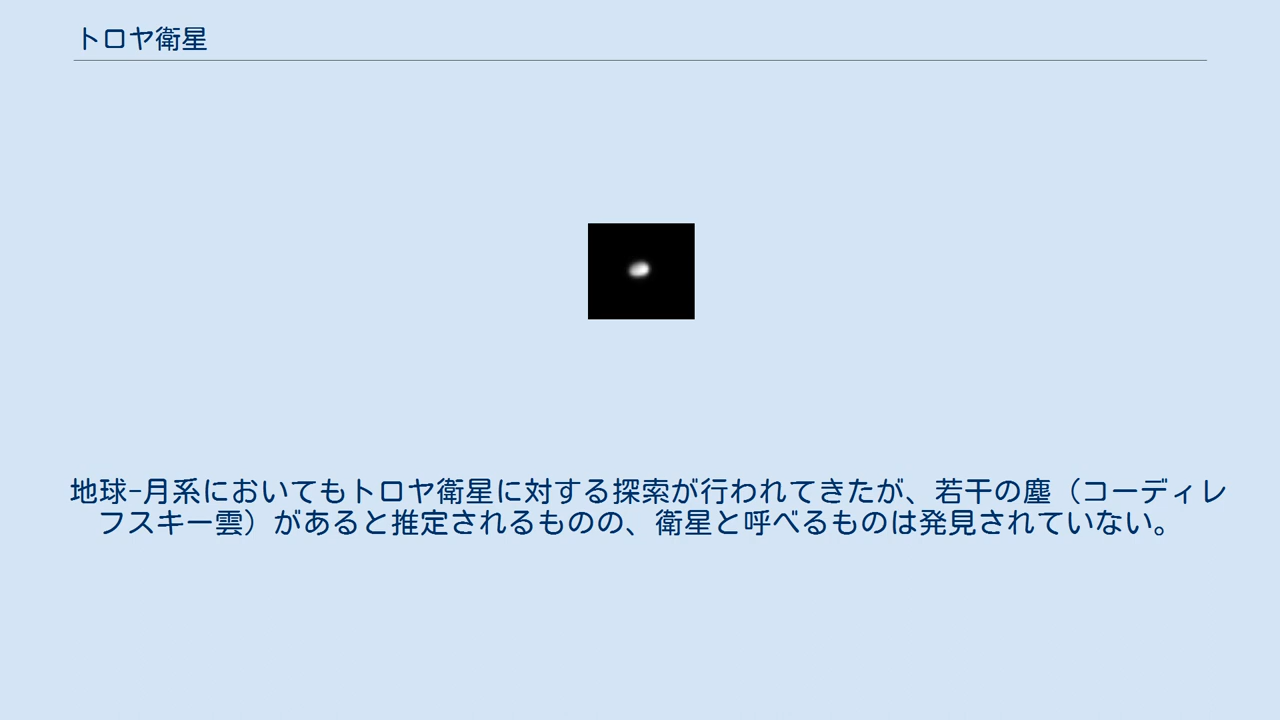 トロヤ衛星
地球-月系においてもトロヤ衛星に対する探索が行われてきたが、若干の塵（コーディレ
フスキー雲）があると推定されるものの、衛星と呼べるものは発見されていない。